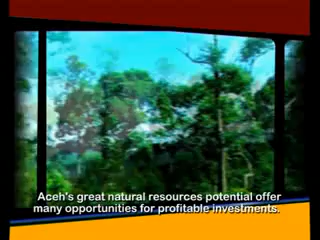 Aceh's great natural resources potential offer
many opportunities for profitable investments.